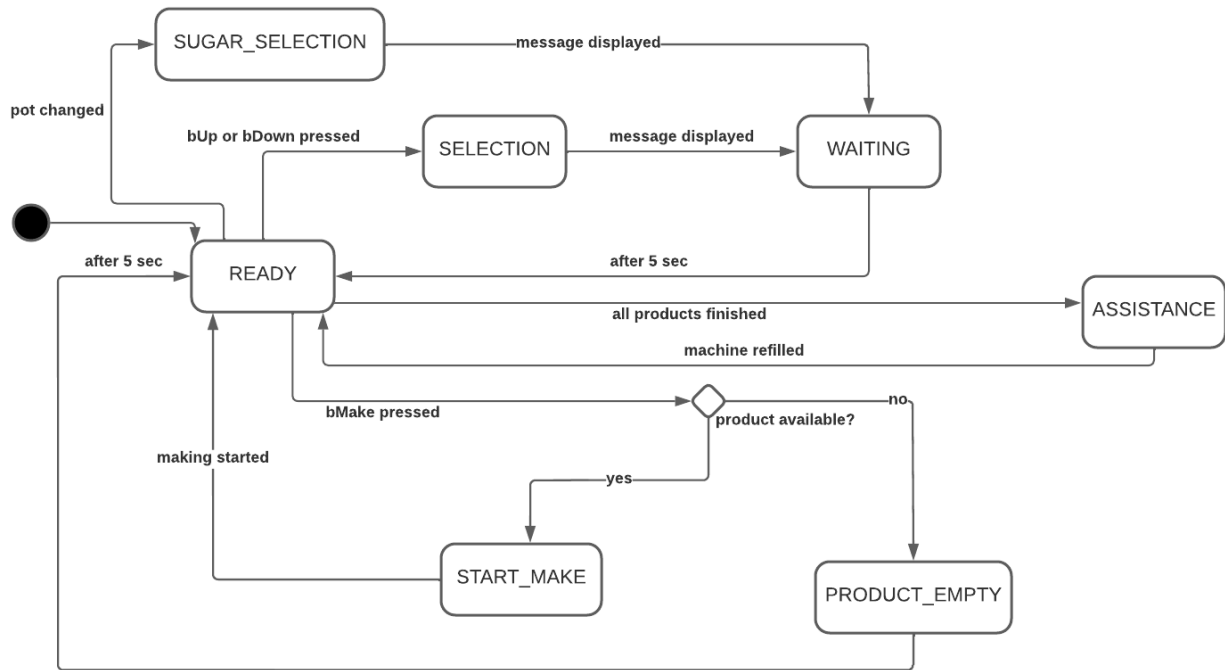 SUGAR_SELECTION
message displayed
pot changed
bUp or bDown pressed
SELECTION
message displayed
WAITING
after 5 sec
READY
after 5 sec
all products finished
ASSISTANCE
machine refilled
bMake pressed
product available?
no
making started
yes
START_MAKE
PRODUCT_EMPTY